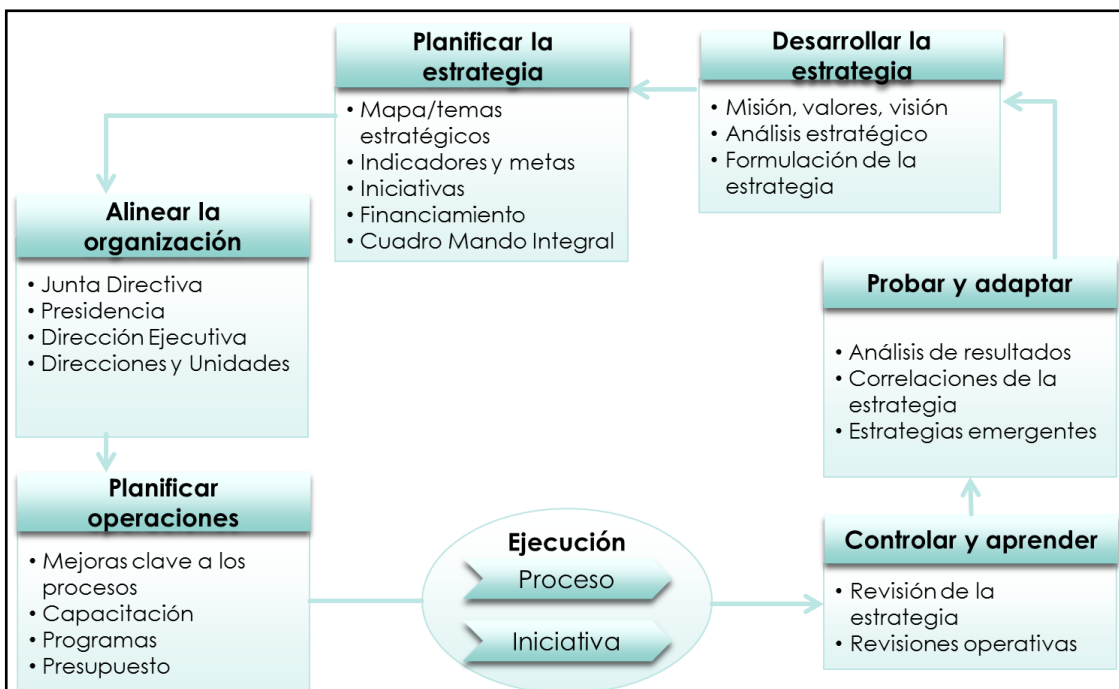 Planificar la
estrategia
• Mapa/temas
estratégicos
• Indicadores y metas
• Iniciativas
• Financiamiento
• Cuadro Mando Integral
Desarrollar la
estrategia
• Misión, valores, visión
• Análisis estratégico
• Formulación de la
estrategia
Alinear la
organización
• Junta Directiva
• Presidencia
• Dirección Ejecutiva
• Direcciones y Unidades
Probar y adaptar
• Análisis de resultados
• Correlaciones de la
estrategia
• Estrategias emergentes
Planificar
operaciones
• Mejoras clave a los
procesos
• Capacitación
• Programas
• Presupuesto
Ejecución
Proceso
Iniciativa
Controlar y aprender
• Revisión de la
estrategia
• Revisiones operativas